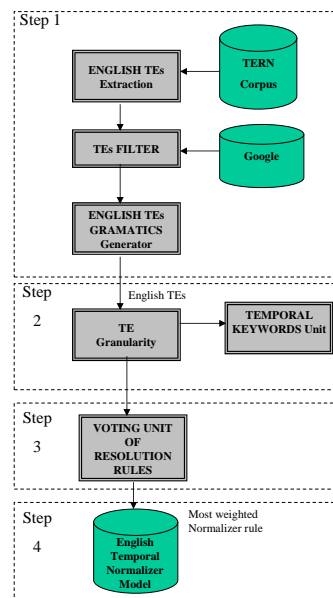 Step 1
TERN
Corpus
ENGLISH TEs
Extraction
TEs FILTER
Google
ENGLISH TEs
GRAMATICS
Generator
English TEs
Step
2
TE
Granularity
TEMPORAL
KEYWORDS Unit
Step
3
VOTING UNIT
OF
RESOLUTION
RULES
Step
4
Most weighted
Normalizer rule
English
Temporal
Normalizer
Model